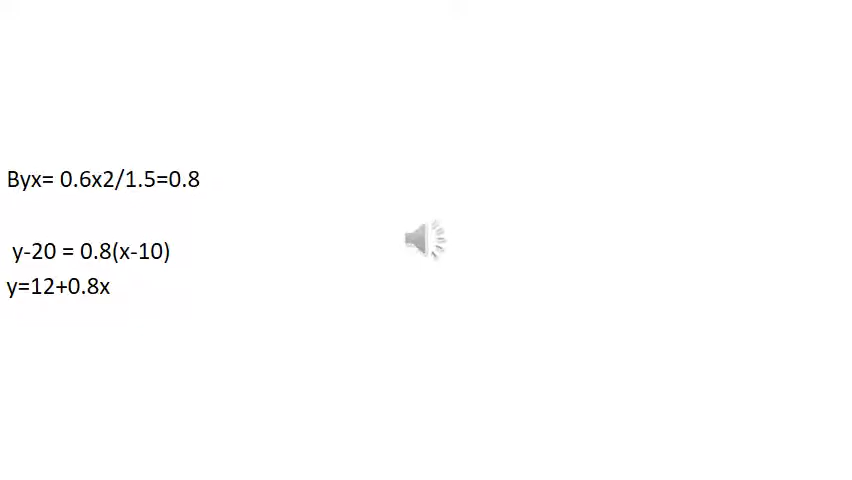 Byx= 0.6x2/1.5=0.8
y-20 = 0.8(x-10)
y=12+0.8x